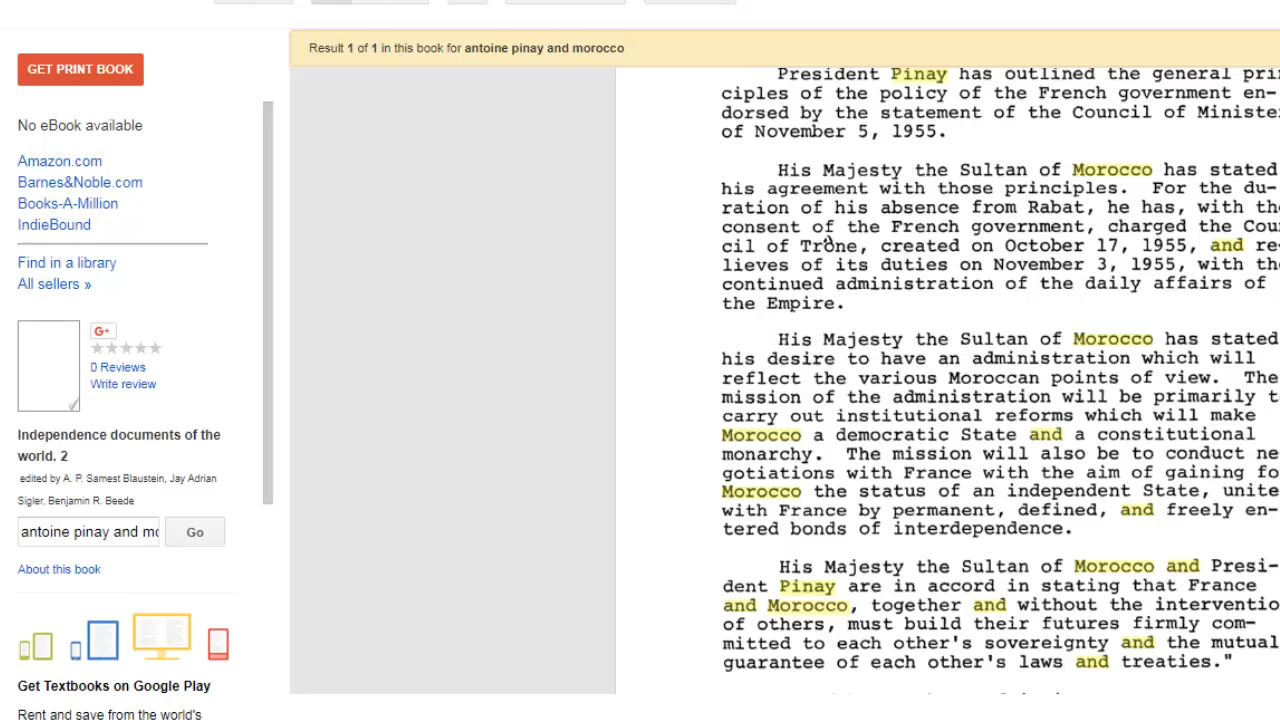 Result 1 of 1 in this book for antoine pinay and morocco
GET PRINT BOOK
No eBook available
Amazon.com
Barnes&Noble.com
Books-A-Million
IndieBound
Find in a library
All sellers »
G+
0 Reviews
Write review
Independence documents of the
world. 2
edited by A. P. Samest Blaustein, Jay Adrian
Sigler, Benjamin R. Beede
antoine pinay and mo
Go
About this book
Get Textbooks on Google Play
Rent and save from the world's
President Pinay has outlined the general prin
ciples of the policy of the French government en-
dorsed by the statement of the Council of Ministe
of November 5, 1955.
His Majesty the Sultan of Morocco has stated
his agreement with those principles. For the du-
ration of his absence from Rabat, he has, with the
consent of the French government, charged the Cou
cil of Trone, created on October 17, 1955, and re
lieves of its duties on November 3, 1955, with the
continued administration of the daily affairs of
the Empire.
His Majesty the Sultan of Morocco has stated
his desire to have an administration which will
reflect the various Moroccan points of view. The
mission of the administration will be primarily t
carry out institutional reforms which will make
Morocco a democratic State and a constitutional
monarchy. The mission will also be to conduct ne
gotiations with France with the aim of gaining fo
Morocco the status of an independent State, unite
with France by permanent, defined, and freely en-
tered bonds of interdependence.
His Majesty the Sultan of Morocco and Presi-
dent Pinay are in accord in stating that France
and Morocco, together and without the interventio
of others, must build their futures firmly com-
mitted to each other's sovereignty and the mutual
guarantee of each other's laws and treaties."